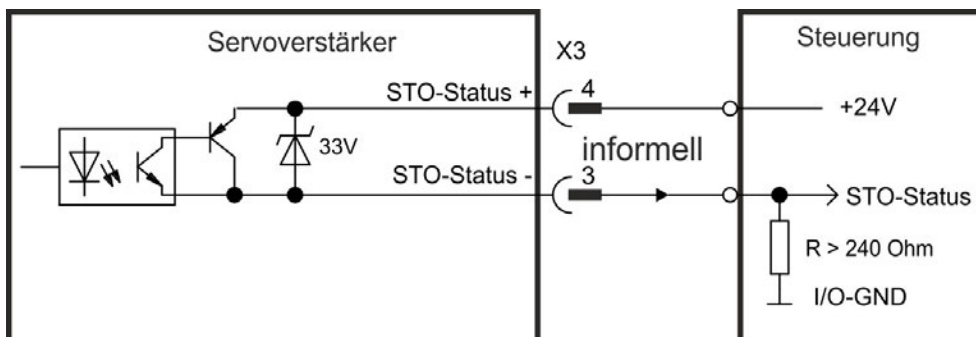 Servoverstärker
X3
Steuerung
STO-Status +
4
+24V
33V
informell
STO-Status -
3
STO-Status
R > 240 Ohm
I/O-GND